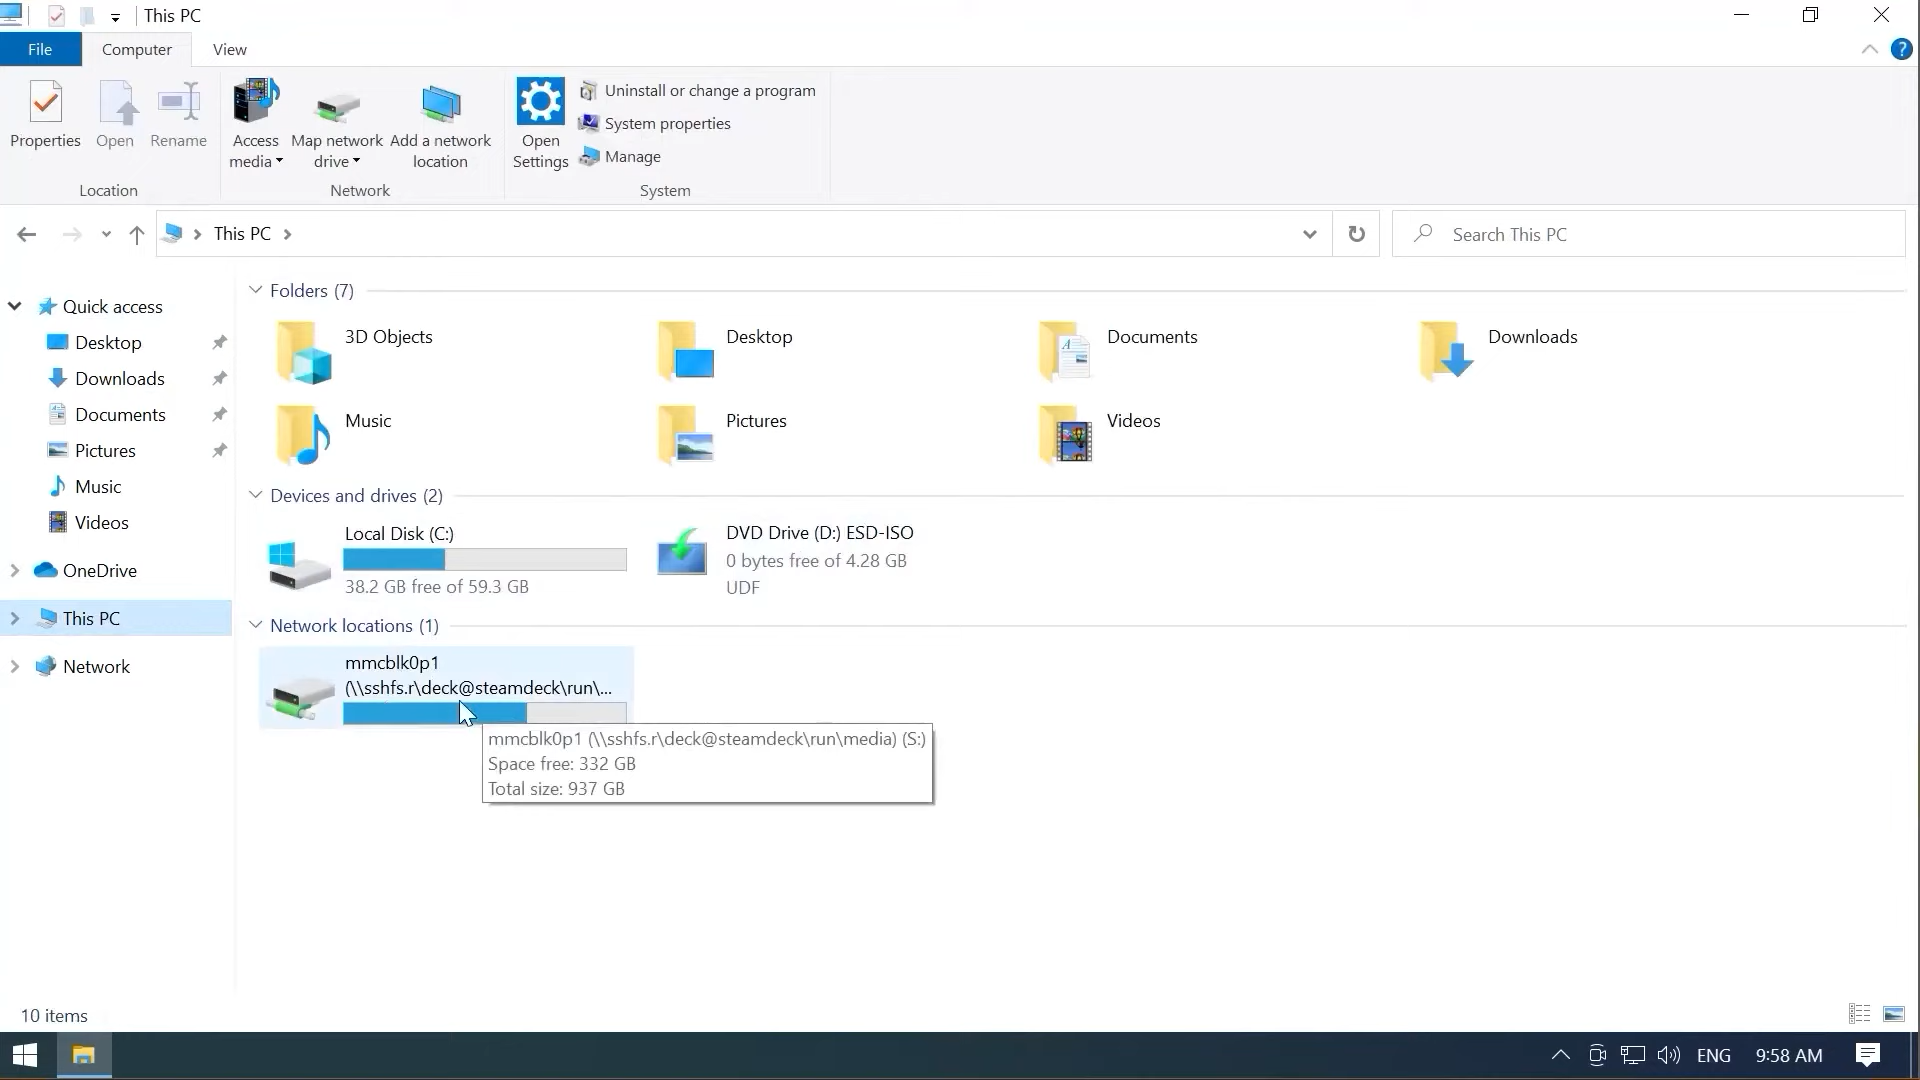 This PC
File
Computer
View
Properties
Open
Rename
Access
media
Map network
drive
Add a network
location
Open
Settings
Uninstall or change a program
System properties
Manage
Location
Network
System
This PC
Search This PC
Quick access
Desktop
Downloads
Documents
Pictures
Music
Videos
OneDrive
This PC
Network
Folders (7)
3D Objects
Desktop
Documents
Downloads
Music
Pictures
Videos
Devices and drives (2)
Local Disk (C:)
38.2 GB free of 59.3 GB
DVD Drive (D:) ESD-ISO
0 bytes free of 4.28 GB
UDF
Network locations (1)
mmcblk0p1
(\\sshfs.r\deck@steamdeck\run\...
mmcblk0p1 (\\sshfs.r\deck@steamdeck\run\media) (S:)
Space free: 332 GB
Total size: 937 GB
10 items
ENG
9:58 AM